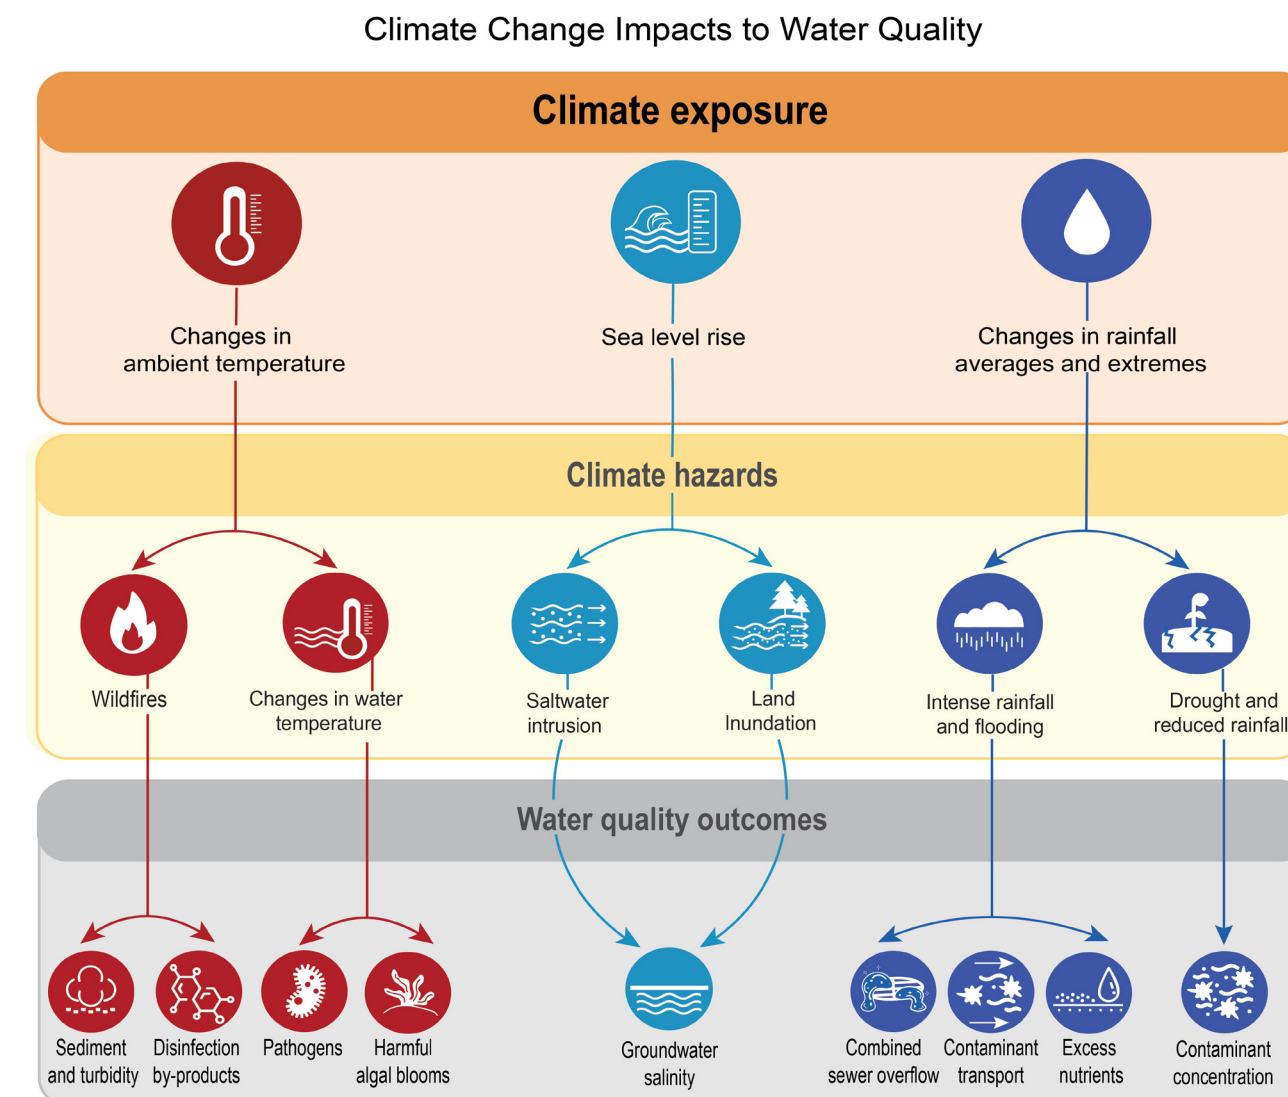 Climate Change Impacts to Water Quality
Climate exposure
Changes in
ambient temperature
Sea level rise
Changes in rainfall
averages and extremes
Climate hazards
Wildfires
Changes in water
temperature
Saltwater
intrusion
Land
Inundation
Intense rainfall
and flooding
Drought and
reduced rainfall
Water quality outcomes
Sediment
and turbidity
Disinfection
by-products
Pathogens
Harmful
algal blooms
Groundwater
salinity
Combined
sewer overflow
Contaminant
transport
Excess
nutrients
Contaminant
concentration